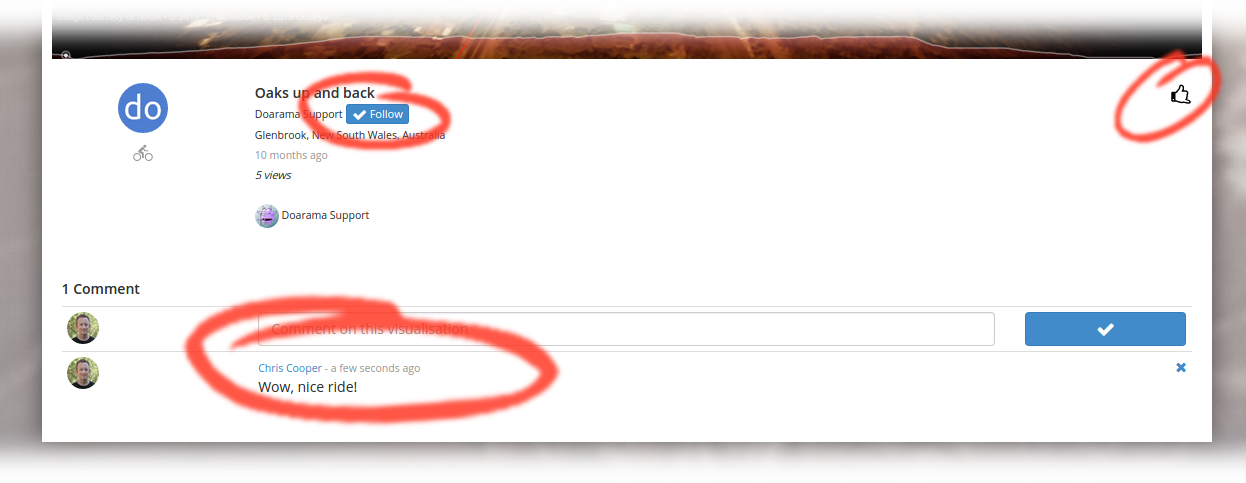 Oaks up and back
do
Doarama Support Follow
Glenbrook, New South Wales, Australia
10 months ago
5 views
Doarama Support
1 Comment
Comment on this visualisation
Chris Cooper - a few seconds ago
Wow, nice ride!